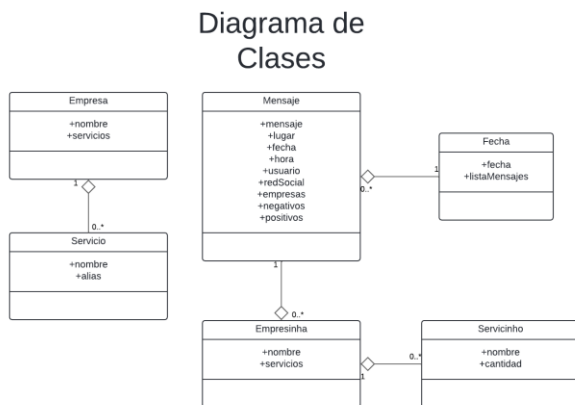 Diagrama de
Clases
Empresa
+nombre
+servicios
1
0..*
Servicio
+nombre
+alias
Mensaje
+mensaje
+lugar
+fecha
+hora
+usuario
+redSocial
+empresas
+negativos
+positivos
0..*
1
Fecha
+fecha
+listaMensajes
1
0..*
Empresinha
+nombre
+servicios
1
0..*
Servicinho
+nombre
+cantidad